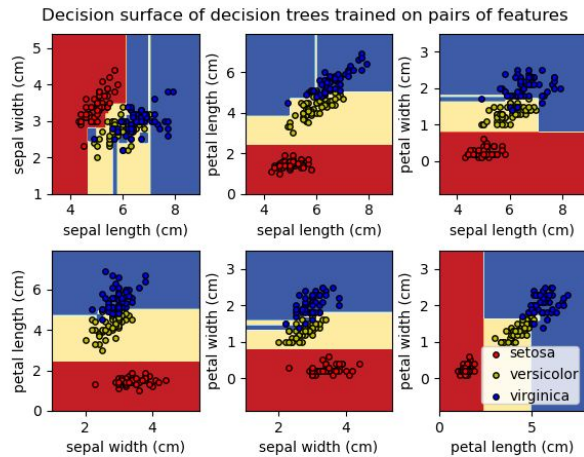 Decision surface of decision trees trained on pairs of features
sepal width (cm)
5
4
3
2
1
4
6
8
sepal length (cm)
petal length (cm)
6
4
2
0
4
6
8
sepal length (cm)
petal width (cm)
3
2
1
0
4
6
8
sepal length (cm)
petal length (cm)
6
4
2
0
2
4
sepal width (cm)
petal width (cm)
3
2
1
0
2
4
sepal width (cm)
petal width (cm)
3
2
1
0
0
2
4
6
petal length (cm)
setosa
versicolor
virginica